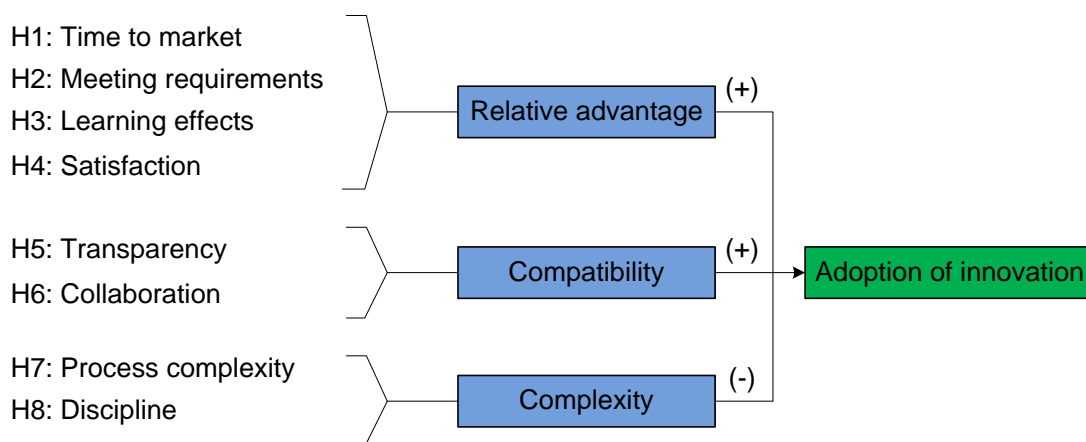 H1: Time to market
H2: Meeting requirements
H3: Learning effects
H4: Satisfaction
Relative advantage
(+)
H5: Transparency
H6: Collaboration
Compatibility
(+)
Adoption of innovation
H7: Process complexity
H8: Discipline
Complexity
(-)